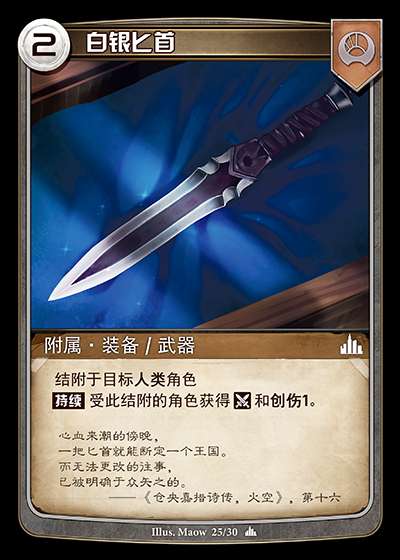 2
白银匕首
附属·装备/武器
结附于目标人类角色
持续 受此结附的角色获得 和创伤1。
心血来潮的傍晚，
一把匕首就能断定一个王国。
而无法更改的往事，
已被明确于众矢之的。
——《仓央嘉措诗传，火空》，第十六
Illus. Maow 25/30